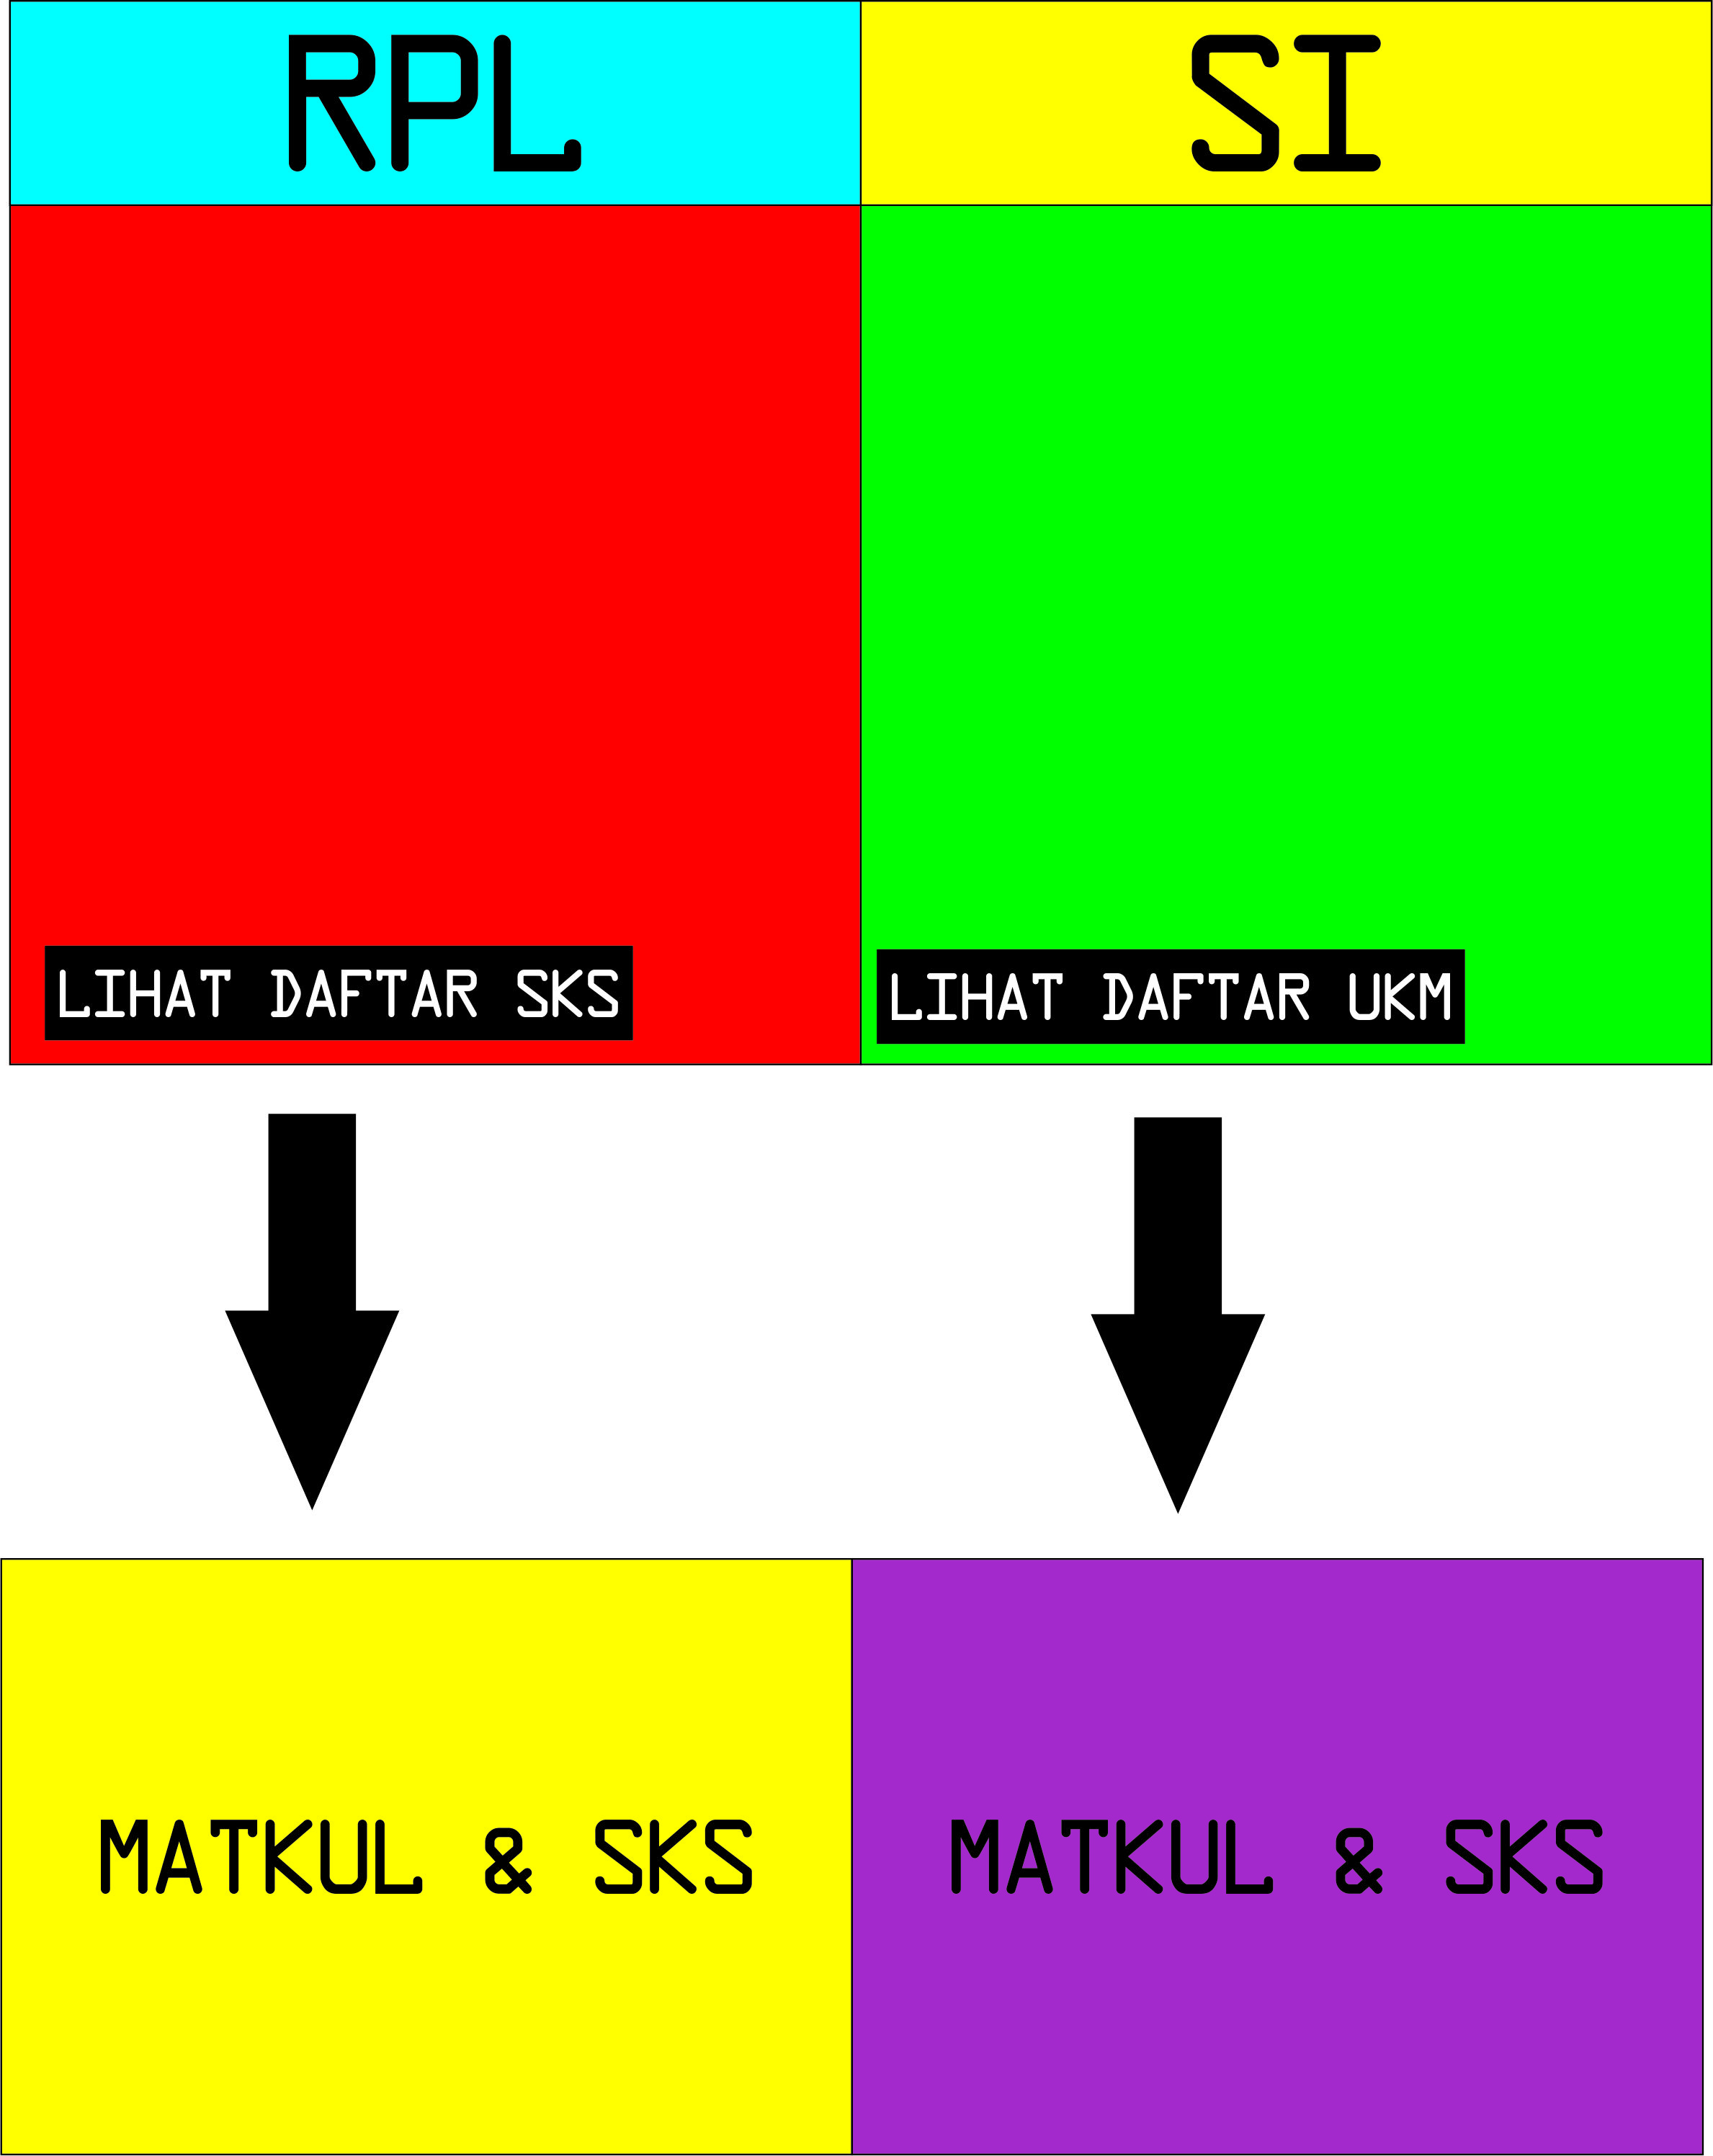 RPL SI
LIHAT DAFTAR SKS
LIHAT DAFTAR UKM
MATKUL & SKS
MATKUL & SKS